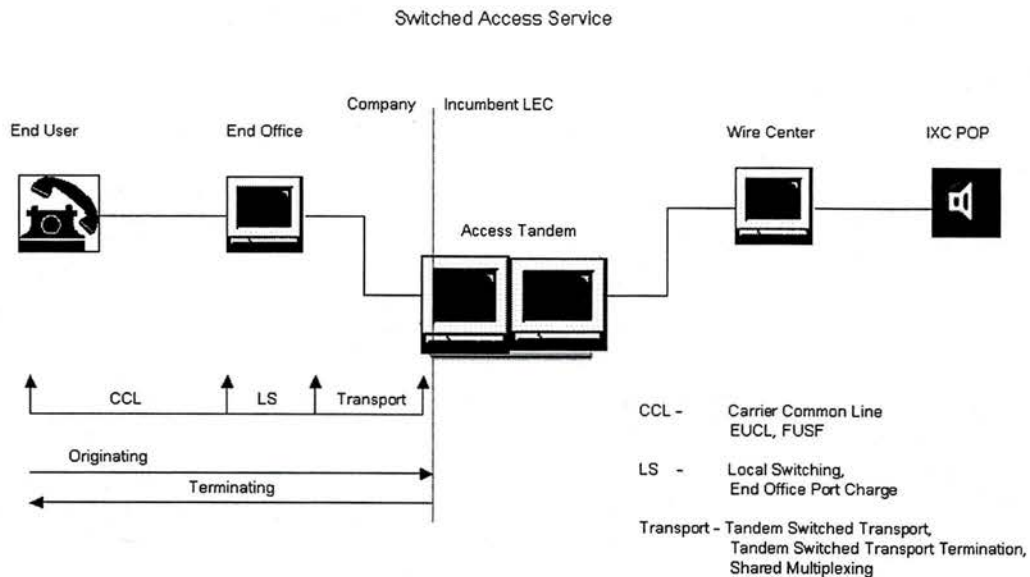 Switched Access Service
Company
Incumbent LEC
End User
End Office
Wire Center
IXC POP
Access Tandem
CCL
LS
Transport
Originating
Terminating
CCL - Carrier Common Line
EUCL, FUSF
LS - Local Switching,
End Office Port Charge
Transport - Tandem Switched Transport,
Tandem Switched Transport Termination,
Shared Multiplexing